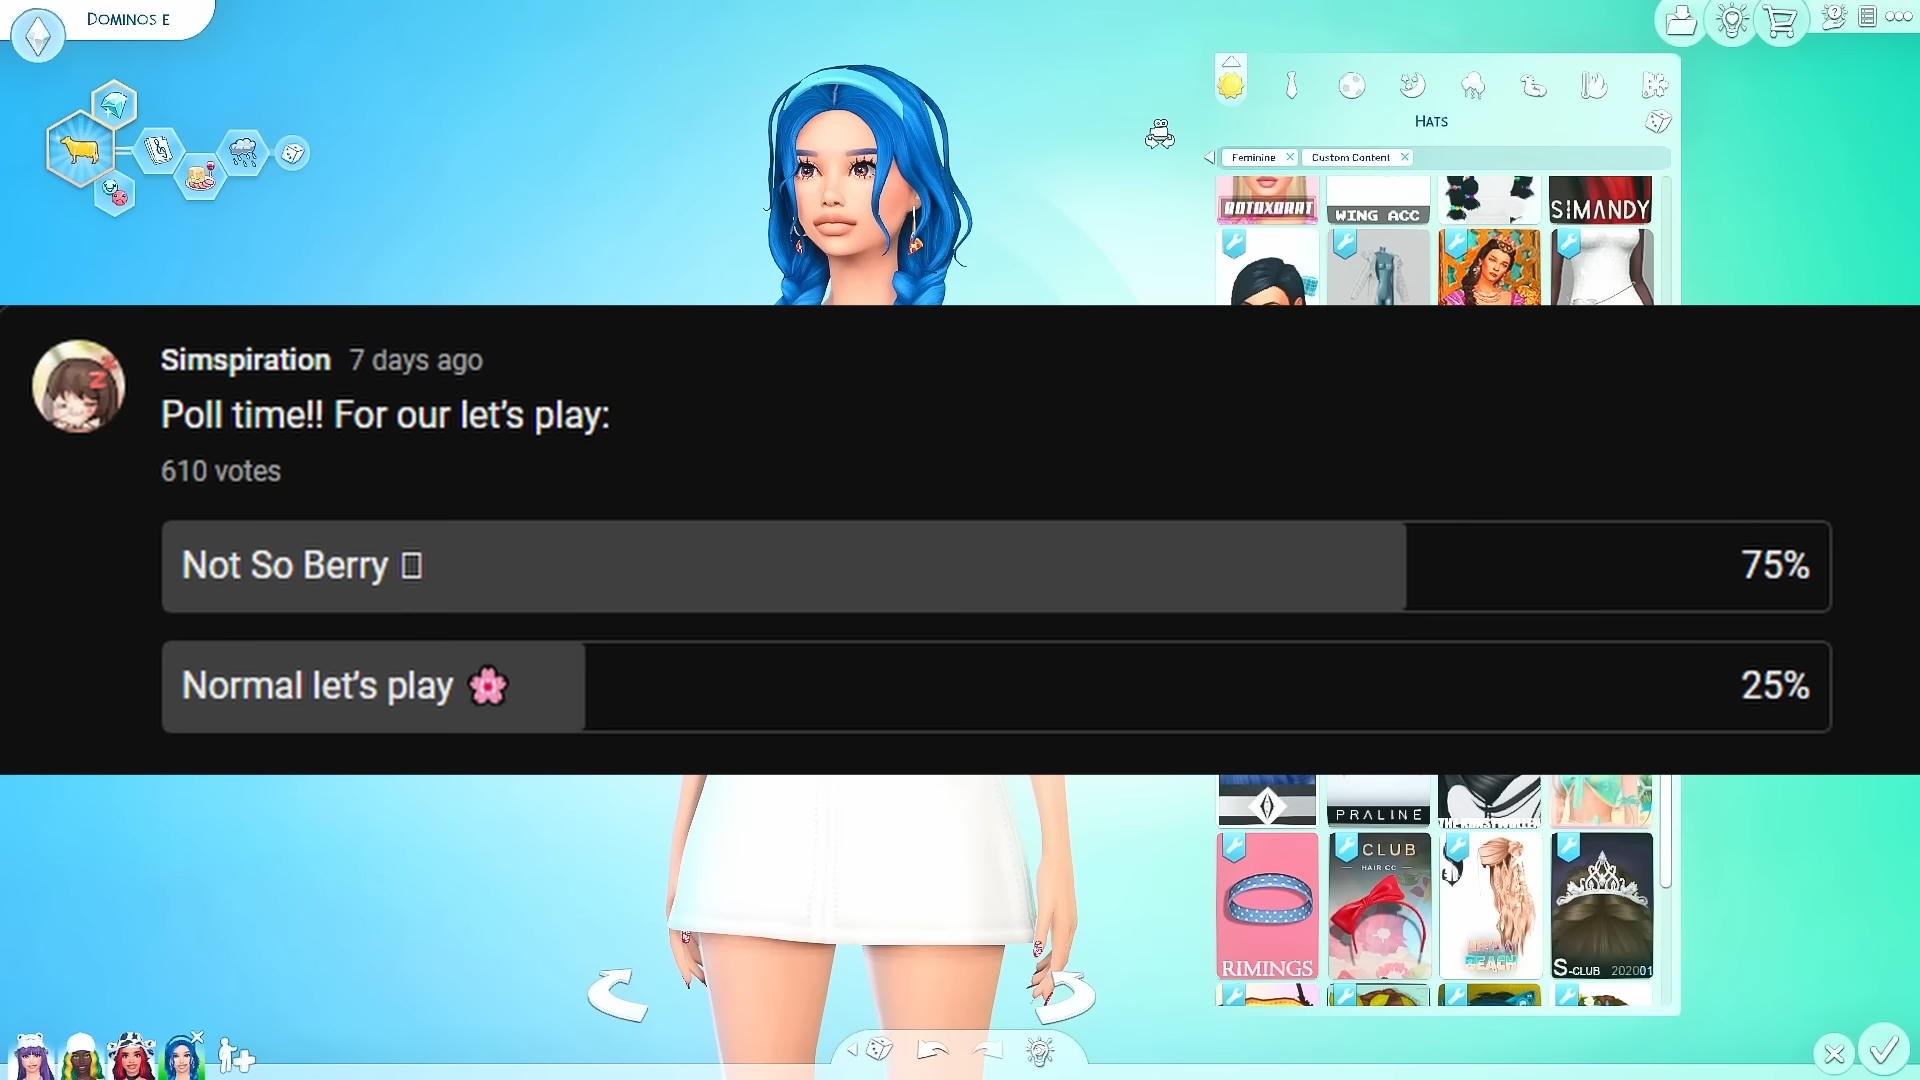 DOMINOS E
HATS
Feminine
Custom Content
BOTOXBRAT
WING ACC
SIMANDY
Simspiration 7 days ago
Poll time!! For our let's play:
610 votes
Not So Berry
75%
Normal let's play 🌸
25%
PRALINE
CLUB
HAIR CC
RIMINGS
BEACH
S-CLUB 202001